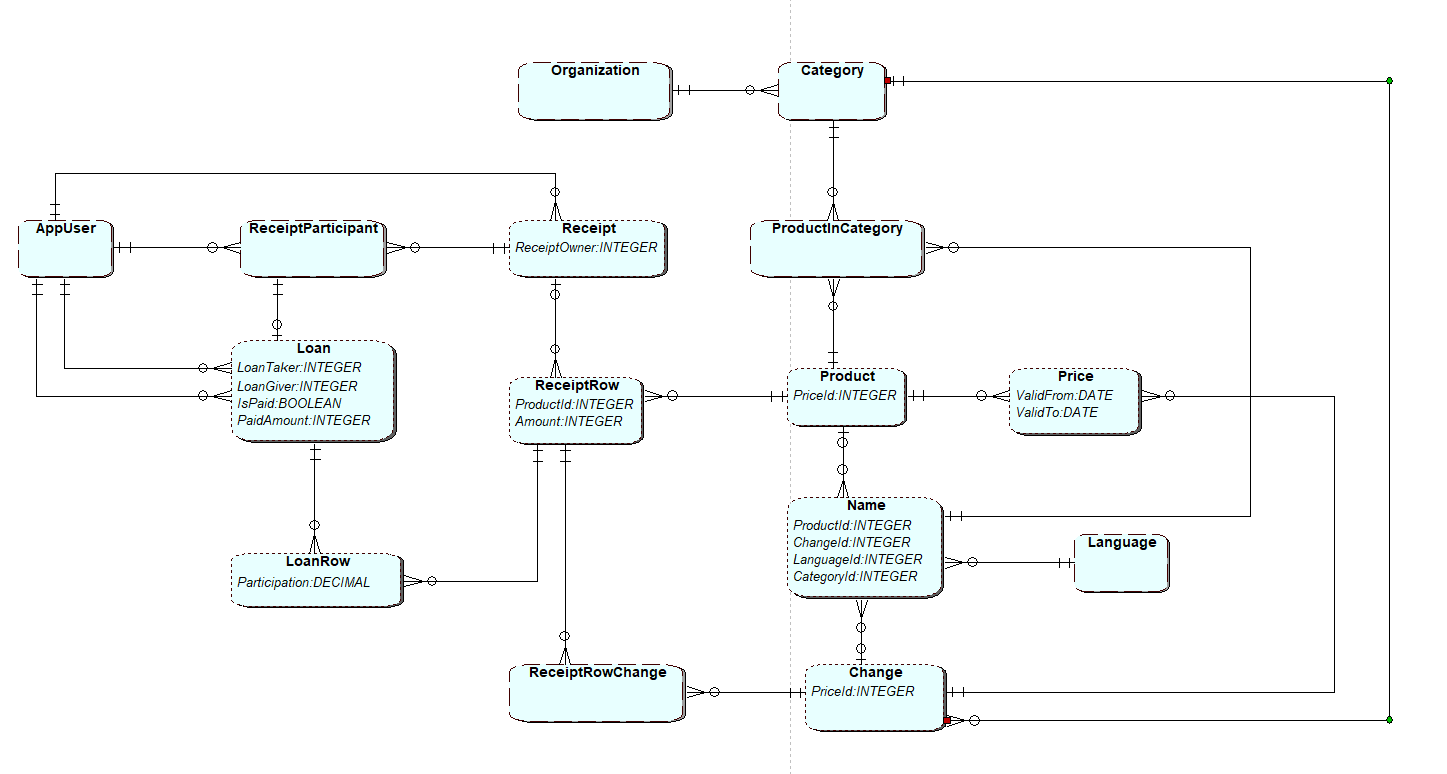 Organization
Category
AppUser
ReceiptParticipant
Receipt
ReceiptOwner:INTEGER
ProductInCategory
Loan
LoanTaker:INTEGER
LoanGiver:INTEGER
IsPaid:BOOLEAN
PaidAmount:INTEGER
ReceiptRow
ProductId:INTEGER
Amount:INTEGER
Product
PriceId:INTEGER
Price
ValidFrom:DATE
ValidTo:DATE
Name
ProductId:INTEGER
ChangeId:INTEGER
LanguageId:INTEGER
CategoryId:INTEGER
Language
LoanRow
Participation:DECIMAL
ReceiptRowChange
Change
PriceId:INTEGER